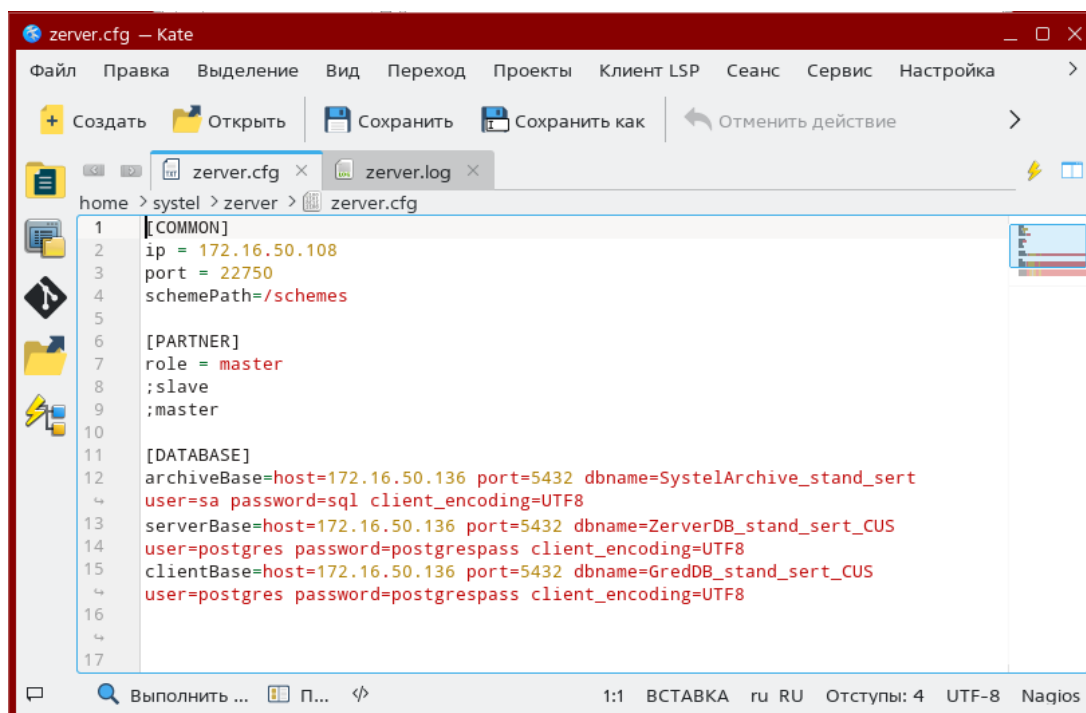 zerver.cfg — Kate
Файл Правка Выделение Вид Переход Проекты Клиент LSP Сеанс Сервис Настройка
Создать Открыть Сохранить Сохранить как Отменить действие
zerver.cfg zerver.log
home > systel > zerver > zerver.cfg
1 [COMMON]
2 ip = 172.16.50.108
3 port = 22750
4 schemePath=/schemes
5
6 [PARTNER]
7 role = master
8 ;slave
9 ;master
10
11 [DATABASE]
12 archiveBase=host=172.16.50.136 port=5432 dbname=SystelArchive_stand_sert
user=sa password=sql client_encoding=UTF8
13 serverBase=host=172.16.50.136 port=5432 dbname=ZerverDB_stand_sert_CUS
14 user=postgres password=postgrespass client_encoding=UTF8
15 clientBase=host=172.16.50.136 port=5432 dbname=GredDB_stand_sert_CUS
user=postgres password=postgrespass client_encoding=UTF8
16
17
Выполнить ... П... </> 1:1 ВСТАВКА ru RU Отступы: 4 UTF-8 Nagios